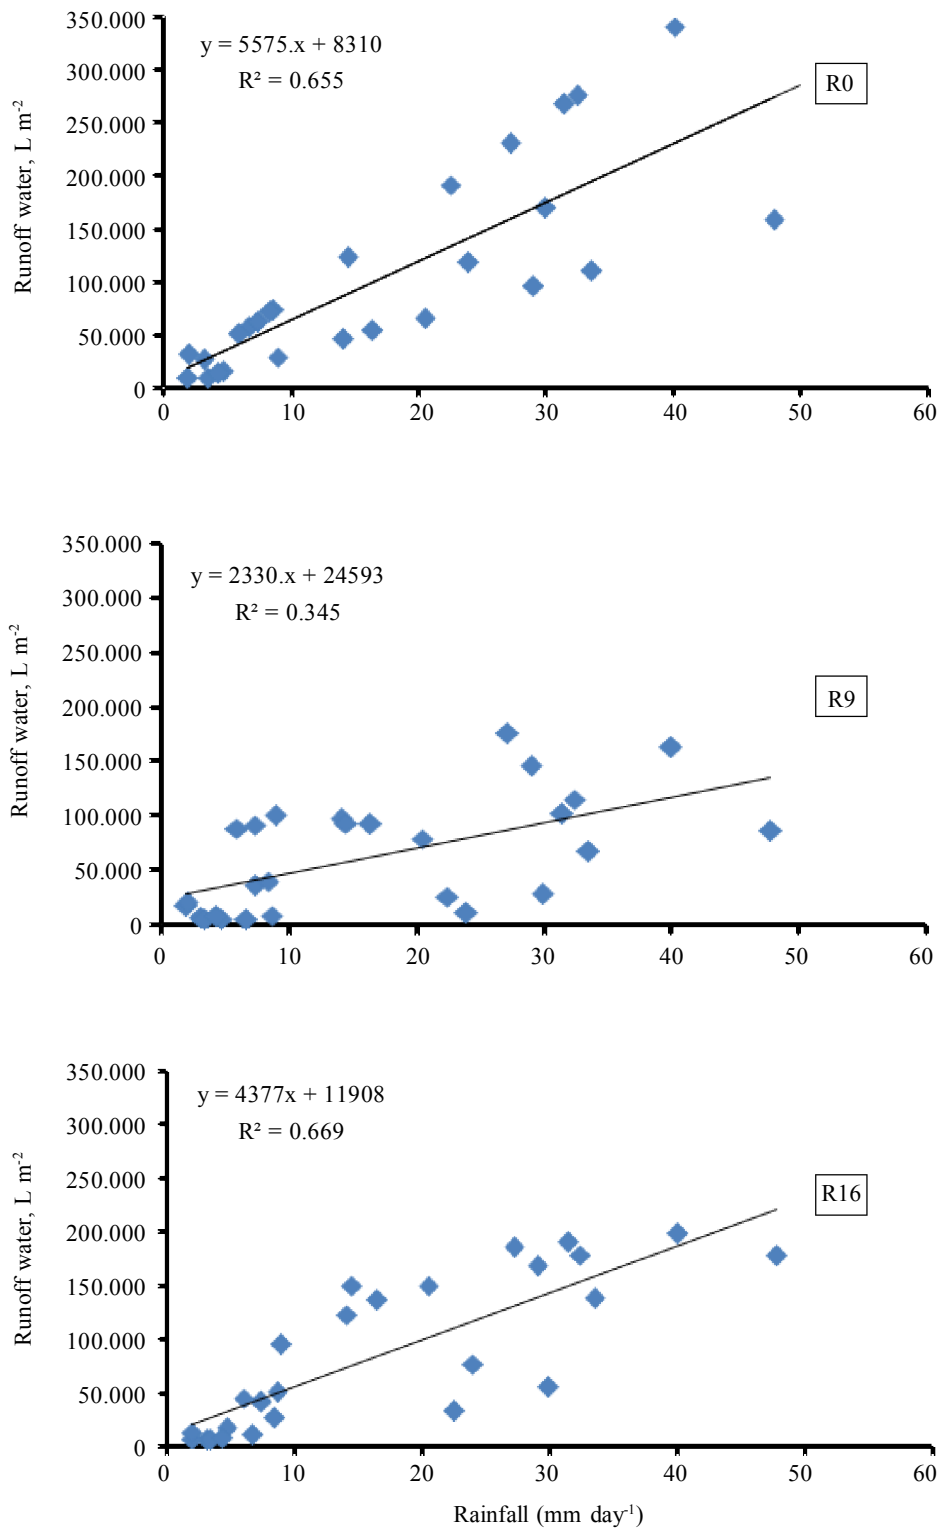 350.000
300.000
250.000
200.000
150.000
100.000
50.000
0
Runoff water, L m⁻²
y = 5575.x + 8310
R² = 0.655
R0
0 10 20 30 40 50 60
350.000
300.000
250.000
200.000
150.000
100.000
50.000
0
Runoff water, L m⁻²
y = 2330.x + 24593
R² = 0.345
R9
0 10 20 30 40 50 60
350.000
300.000
250.000
200.000
150.000
100.000
50.000
0
Runoff water, L m⁻²
y = 4377x + 11908
R² = 0.669
R16
0 10 20 30 40 50 60
Rainfall (mm day⁻¹)